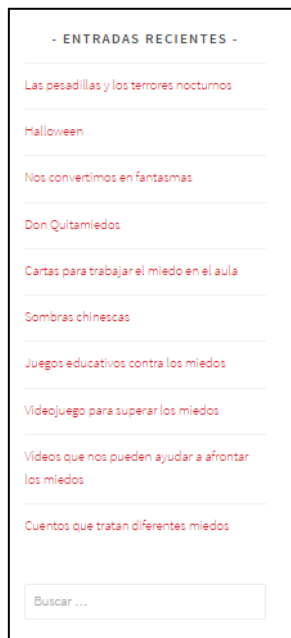 - ENTRADAS RECIENTES -
Las pesadillas y los terrores nocturnos
Halloween
Nos convertimos en fantasmas
Don Quitamiedos
Cartas para trabajar el miedo en el aula
Sombras chinescas
Juegos educativos contra los miedos
Videojuego para superar los miedos
Videos que nos pueden ayudar a afrontar
los miedos
Cuentos que tratan diferentes miedos
Buscar ...